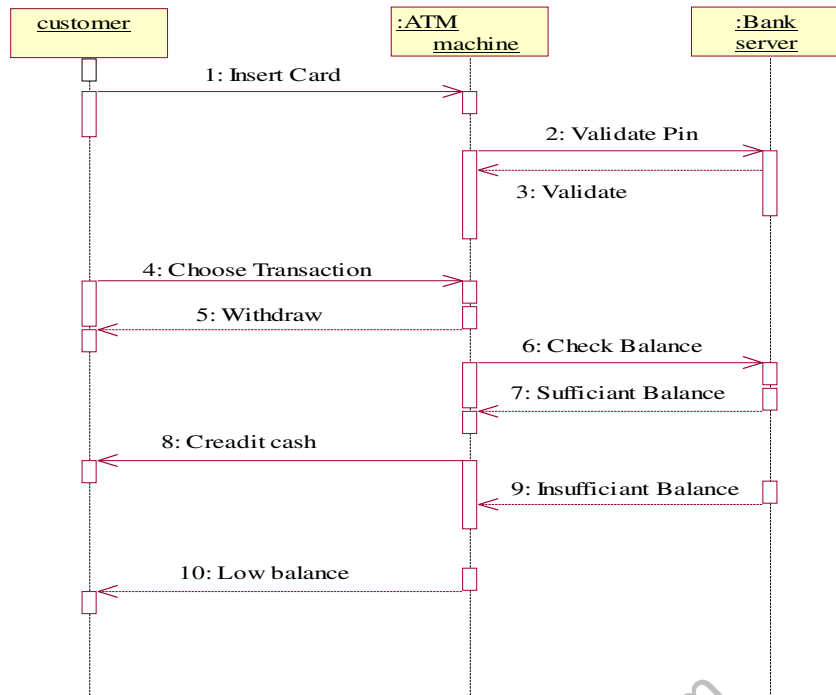 customer
:ATM
machine
:Bank
server
1: Insert Card
2: Validate Pin
3: Validate
4: Choose Transaction
5: Withdraw
6: Check Balance
7: Sufficiant Balance
8: Creadit cash
9: Insufficiant Balance
10: Low balance